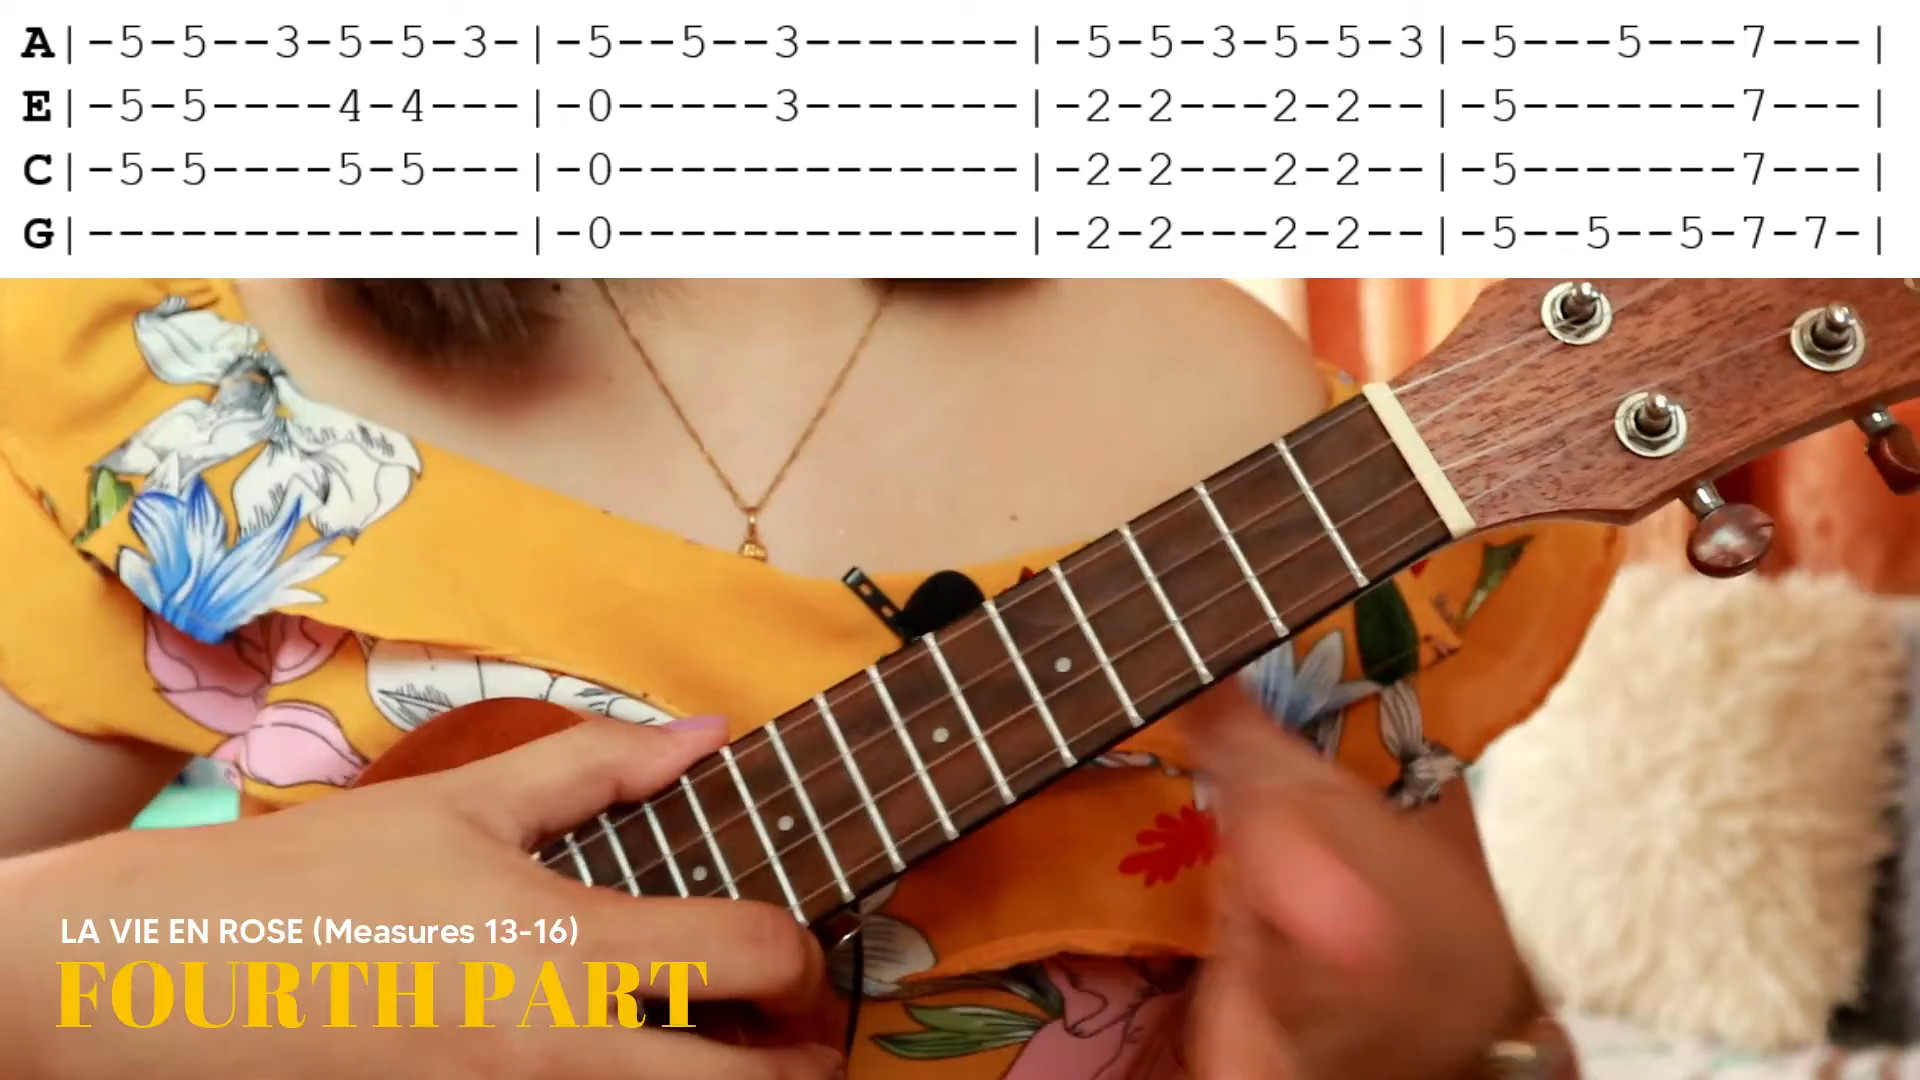 A|-5-5--3-5-5-3-|-5--5--3-------|-5-5-3-5-5-3|-5---5---7---|
E|-5-5----4-4---|-0-----3-------|-2-2---2-2--|-5-------7---|
C|-5-5----5-5---|-0-------------|-2-2---2-2--|-5-------7---|
G|--------------|-0-------------|-2-2---2-2--|-5--5--5-7-7-|
LA VIE EN ROSE (Measures 13-16)
FOURTH PART